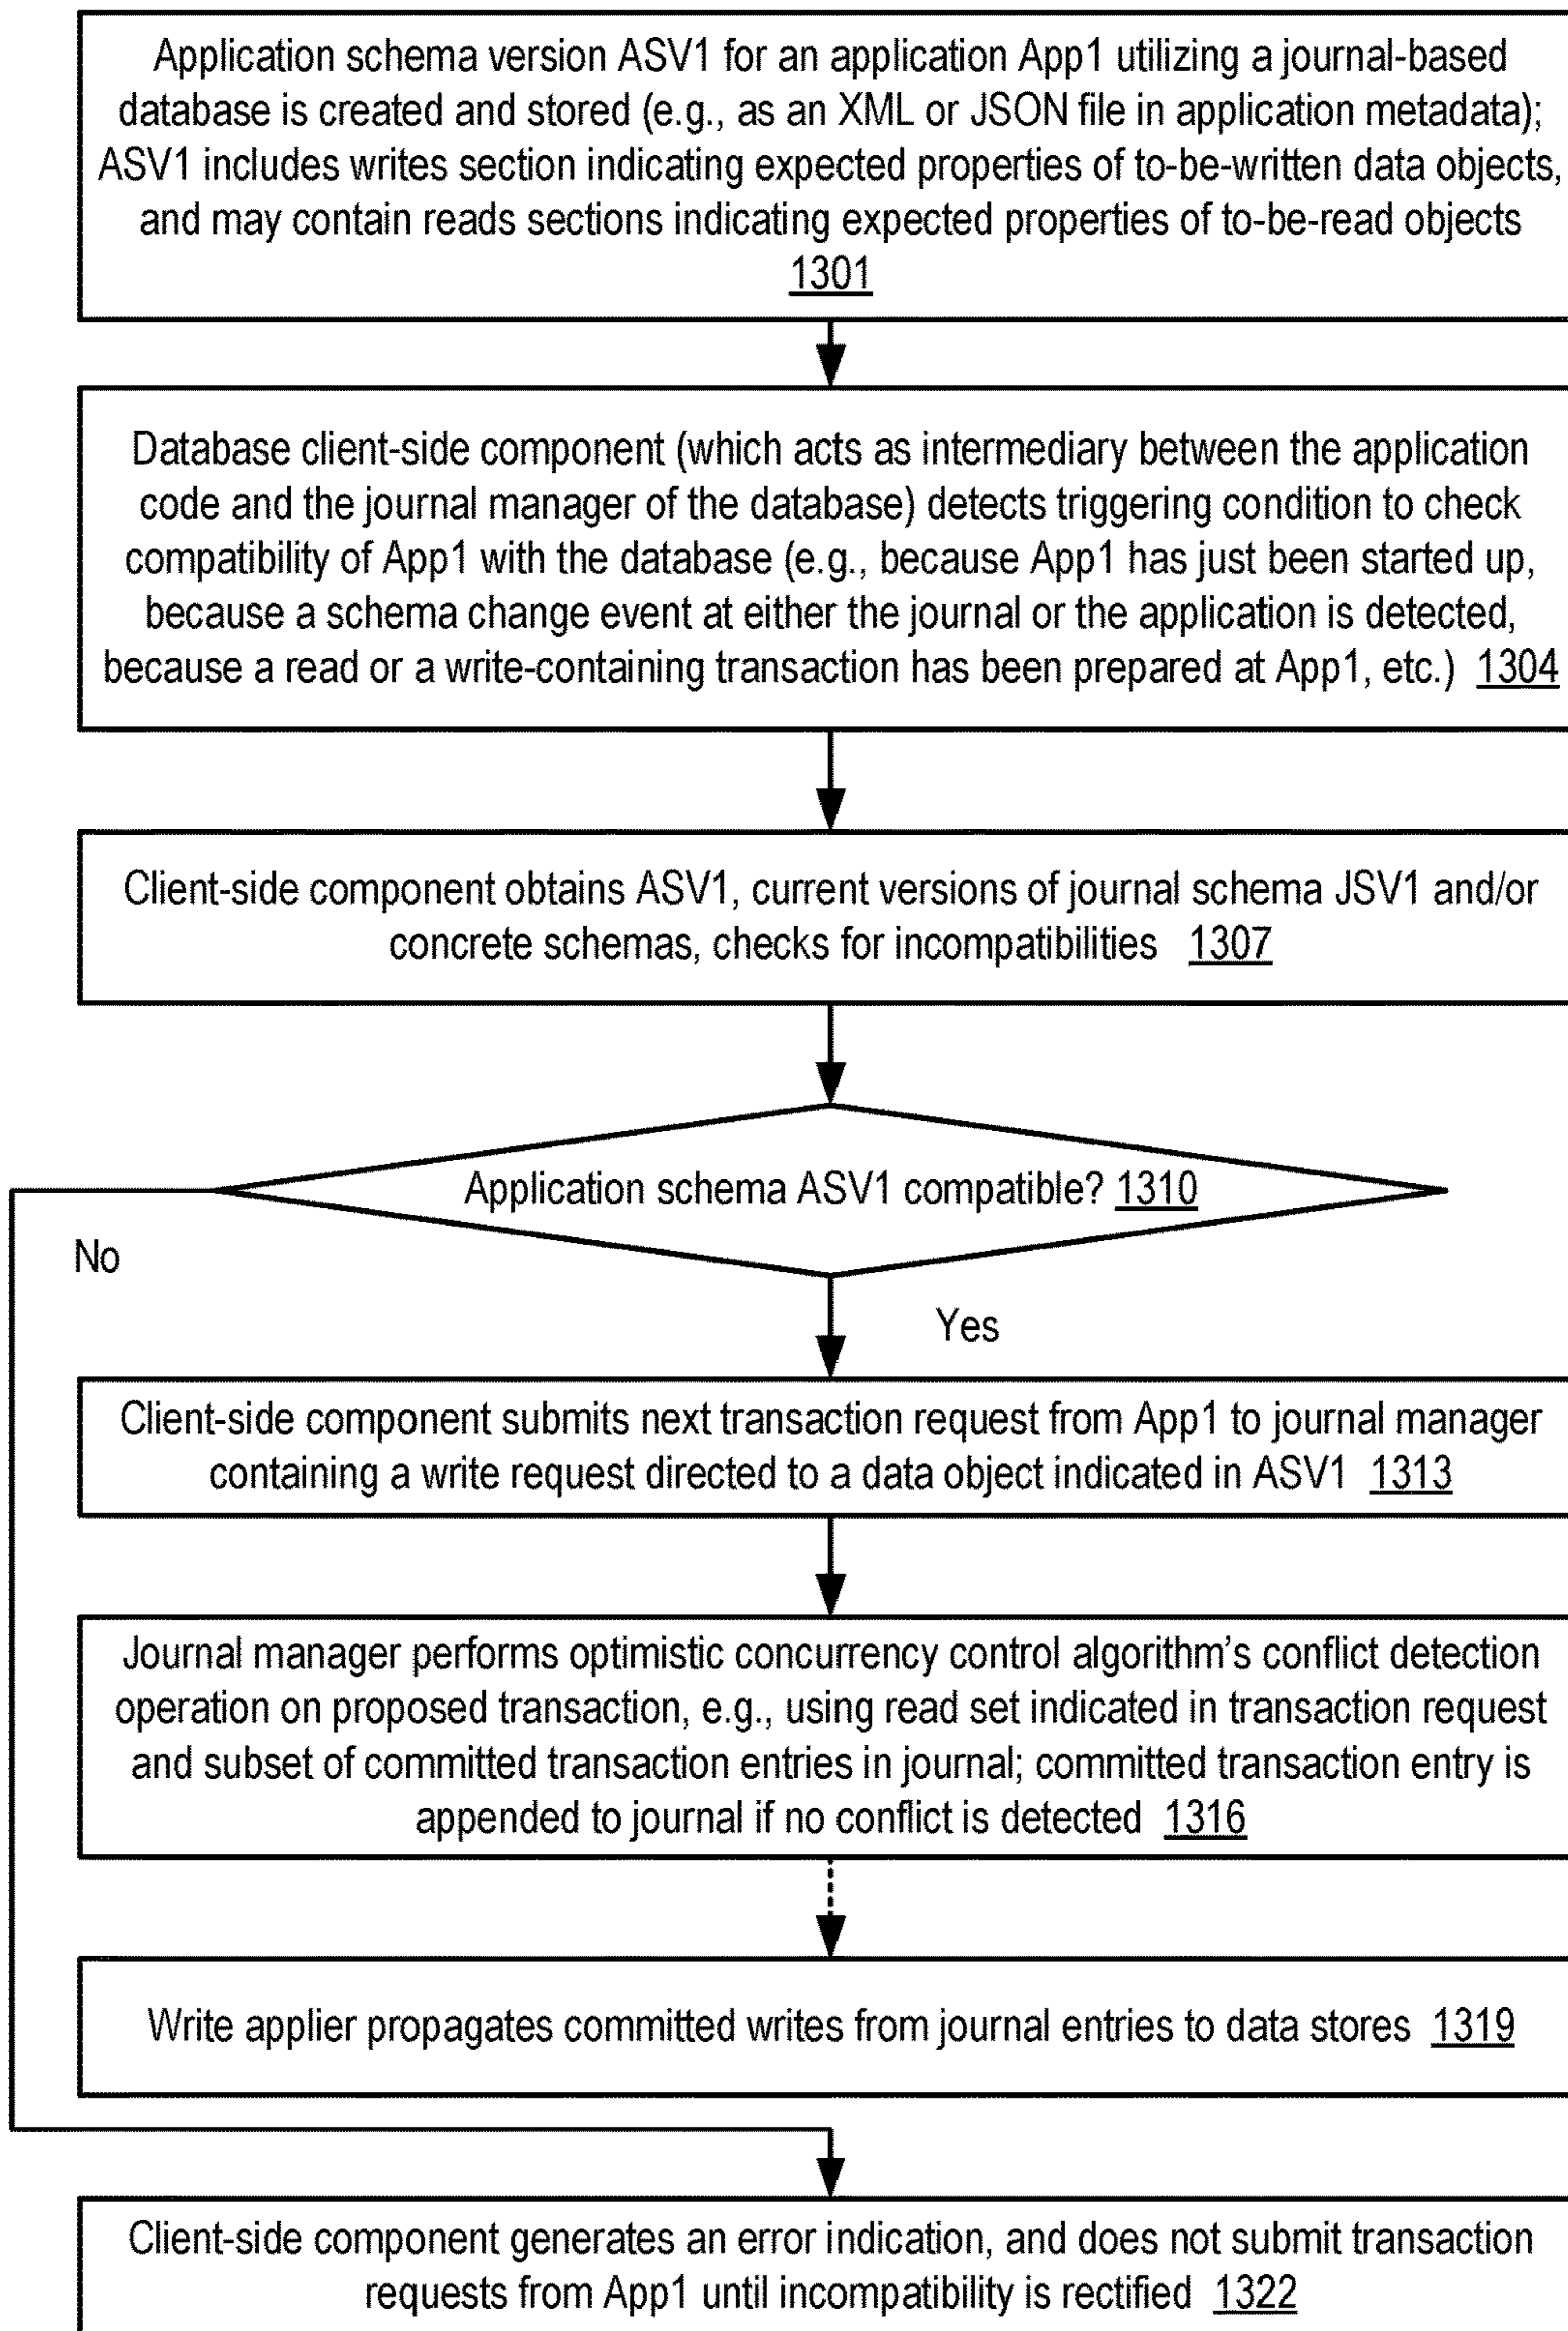 Application schema version ASV1 for an application App1 utilizing a journal-based
database is created and stored (e.g., as an XML or JSON file in application metadata);
ASV1 includes writes section indicating expected properties of to-be-written data objects,
and may contain reads sections indicating expected properties of to-be-read objects
1301
Database client-side component (which acts as intermediary between the application
code and the journal manager of the database) detects triggering condition to check
compatibility of App1 with the database (e.g., because App1 has just been started up,
because a schema change event at either the journal or the application is detected,
because a read or a write-containing transaction has been prepared at App1, etc.) 1304
Client-side component obtains ASV1, current versions of journal schema JSV1 and/or
concrete schemas, checks for incompatibilities 1307
Application schema ASV1 compatible? 1310
No
Yes
Client-side component submits next transaction request from App1 to journal manager
containing a write request directed to a data object indicated in ASV1 1313
Journal manager performs optimistic concurrency control algorithm's conflict detection
operation on proposed transaction, e.g., using read set indicated in transaction request
and subset of committed transaction entries in journal; committed transaction entry is
appended to journal if no conflict is detected 1316
Write applier propagates committed writes from journal entries to data stores 1319
Client-side component generates an error indication, and does not submit transaction
requests from App1 until incompatibility is rectified 1322